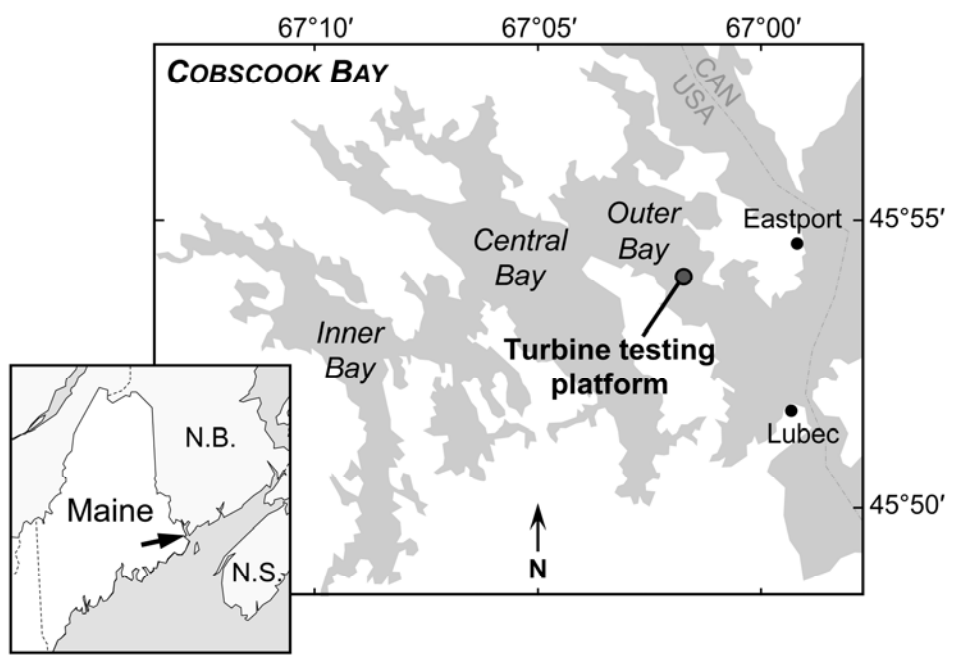 67°10′ 67°05′ 67°00′
COBSCOOK BAY
CAN
USA
Outer
Bay
Eastport
45°55′
Central
Bay
Inner
Bay
Turbine testing
platform
Lubec
45°50′
N
N.B.
Maine
N.S.